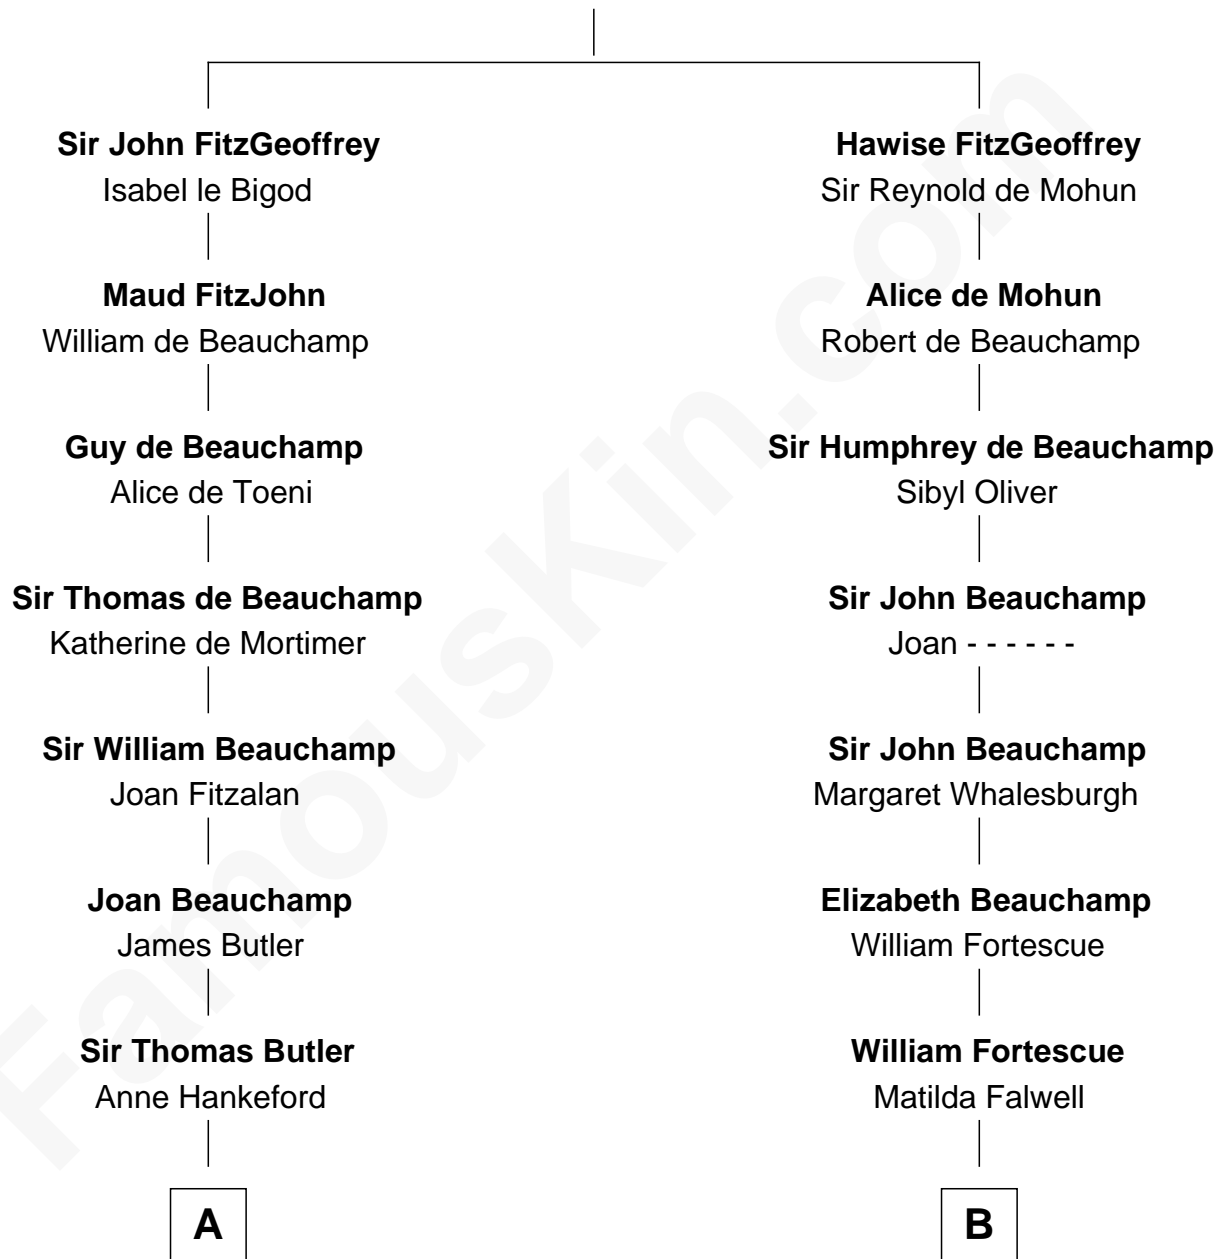 Sir John FitzGeoffrey
Isabel le Bigod
Maud FitzJohn
William de Beauchamp
Guy de Beauchamp
Alice de Toeni
Sir Thomas de Beauchamp
Katherine de Mortimer
Sir William Beauchamp
Joan Fitzalan
Joan Beauchamp
James Butler
Sir Thomas Butler
Anne Hankeford
A
Hawise FitzGeoffrey
Sir Reynold de Mohun
Alice de Mohun
Robert de Beauchamp
Sir Humphrey de Beauchamp
Sibyl Oliver
Sir John Beauchamp
Joan - - - - - -
Sir John Beauchamp
Margaret Whalesburgh
Elizabeth Beauchamp
William Fortescue
William Fortescue
Matilda Falwell
B
FamousKin.com